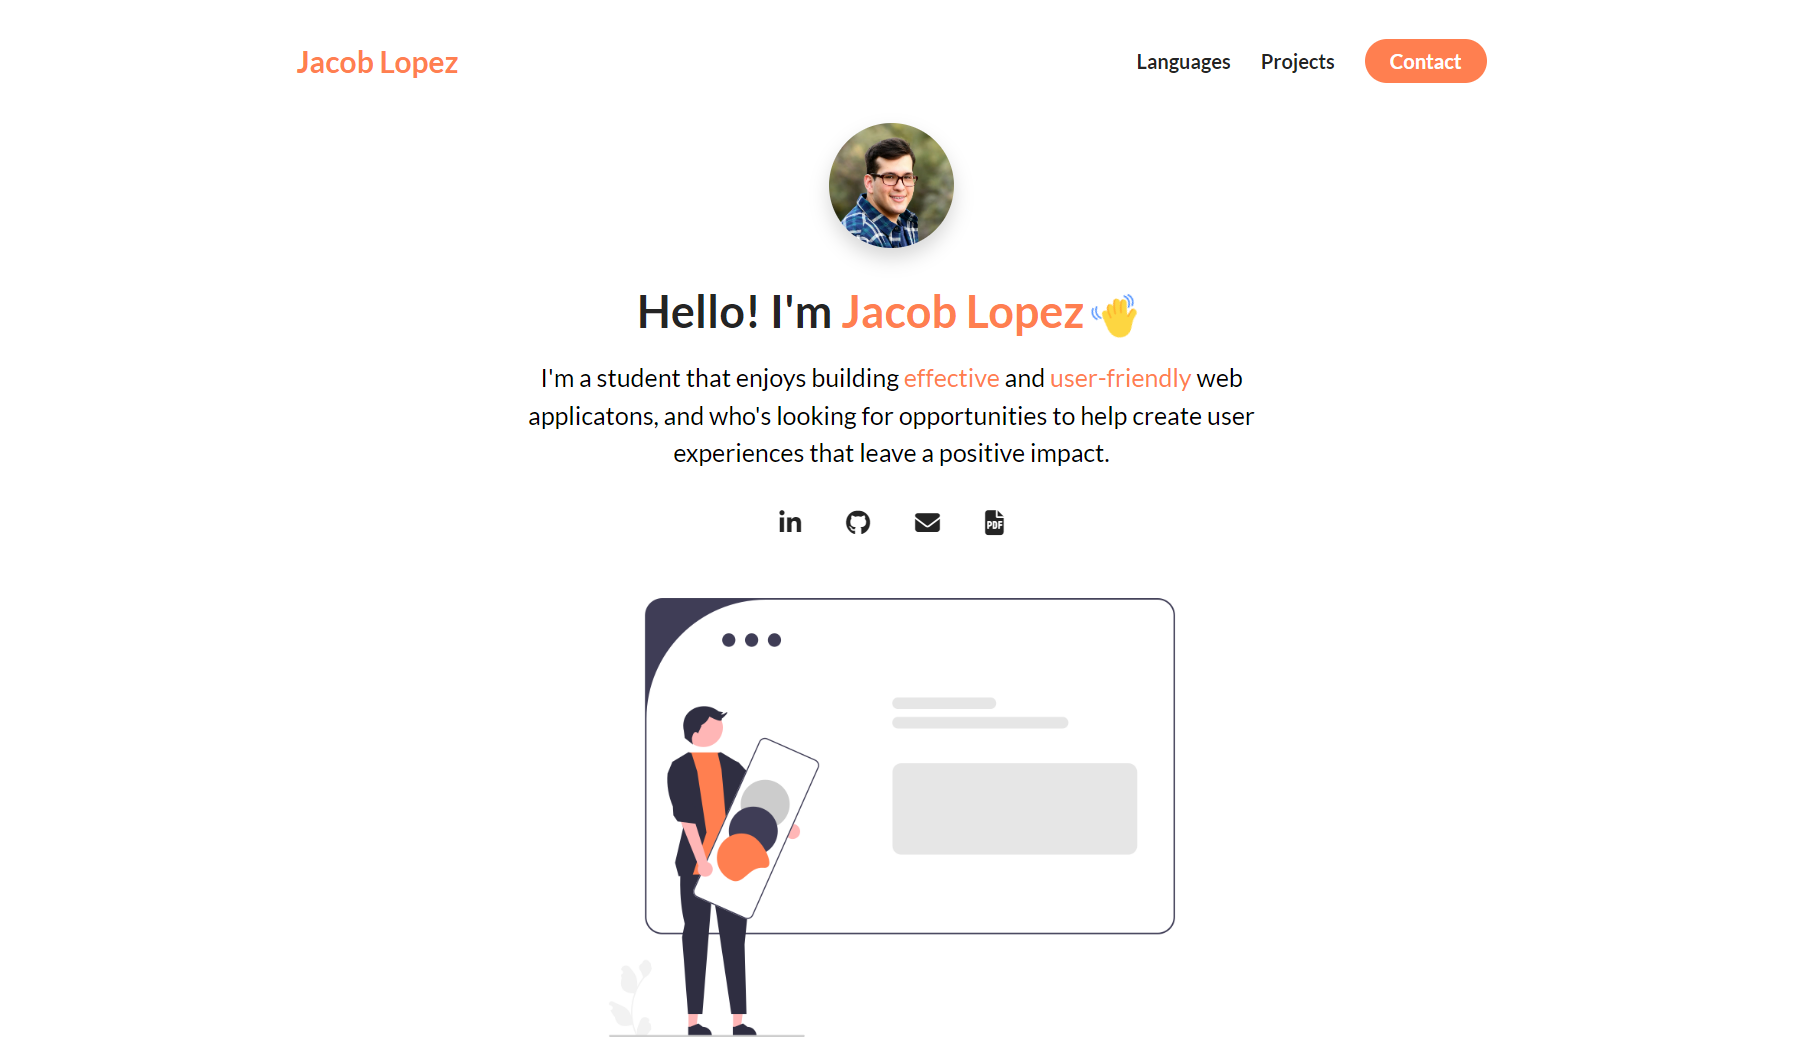 Jacob Lopez
Languages Projects Contact
Hello! I'm Jacob Lopez
I'm a student that enjoys building effective and user-friendly web
applicatons, and who's looking for opportunities to help create user
experiences that leave a positive impact.
in
PDF